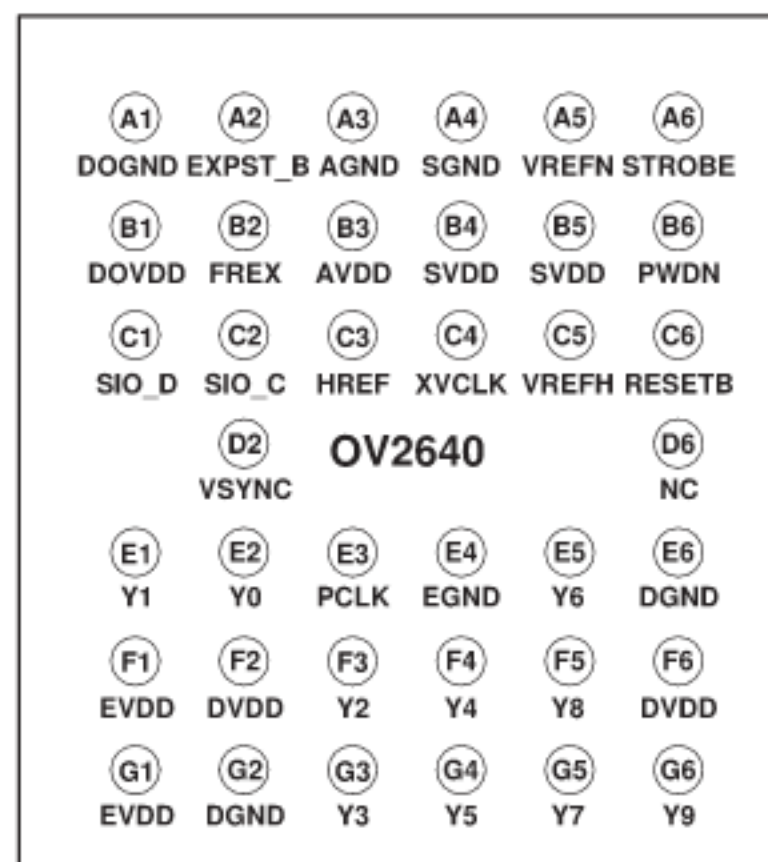 A1 A2 A3 A4 A5 A6
DOGND EXPST_B AGND SGND VREFN STROBE
B1 B2 B3 B4 B5 B6
DOVDD FREX AVDD SVDD SVDD PWDN
C1 C2 C3 C4 C5 C6
SIO_D SIO_C HREF XVCLK VREFH RESETB
D2 OV2640 D6
VSYNC NC
E1 E2 E3 E4 E5 E6
Y1 Y0 PCLK EGND Y6 DGND
F1 F2 F3 F4 F5 F6
EVDD DVDD Y2 Y4 Y8 DVDD
G1 G2 G3 G4 G5 G6
EVDD DGND Y3 Y5 Y7 Y9